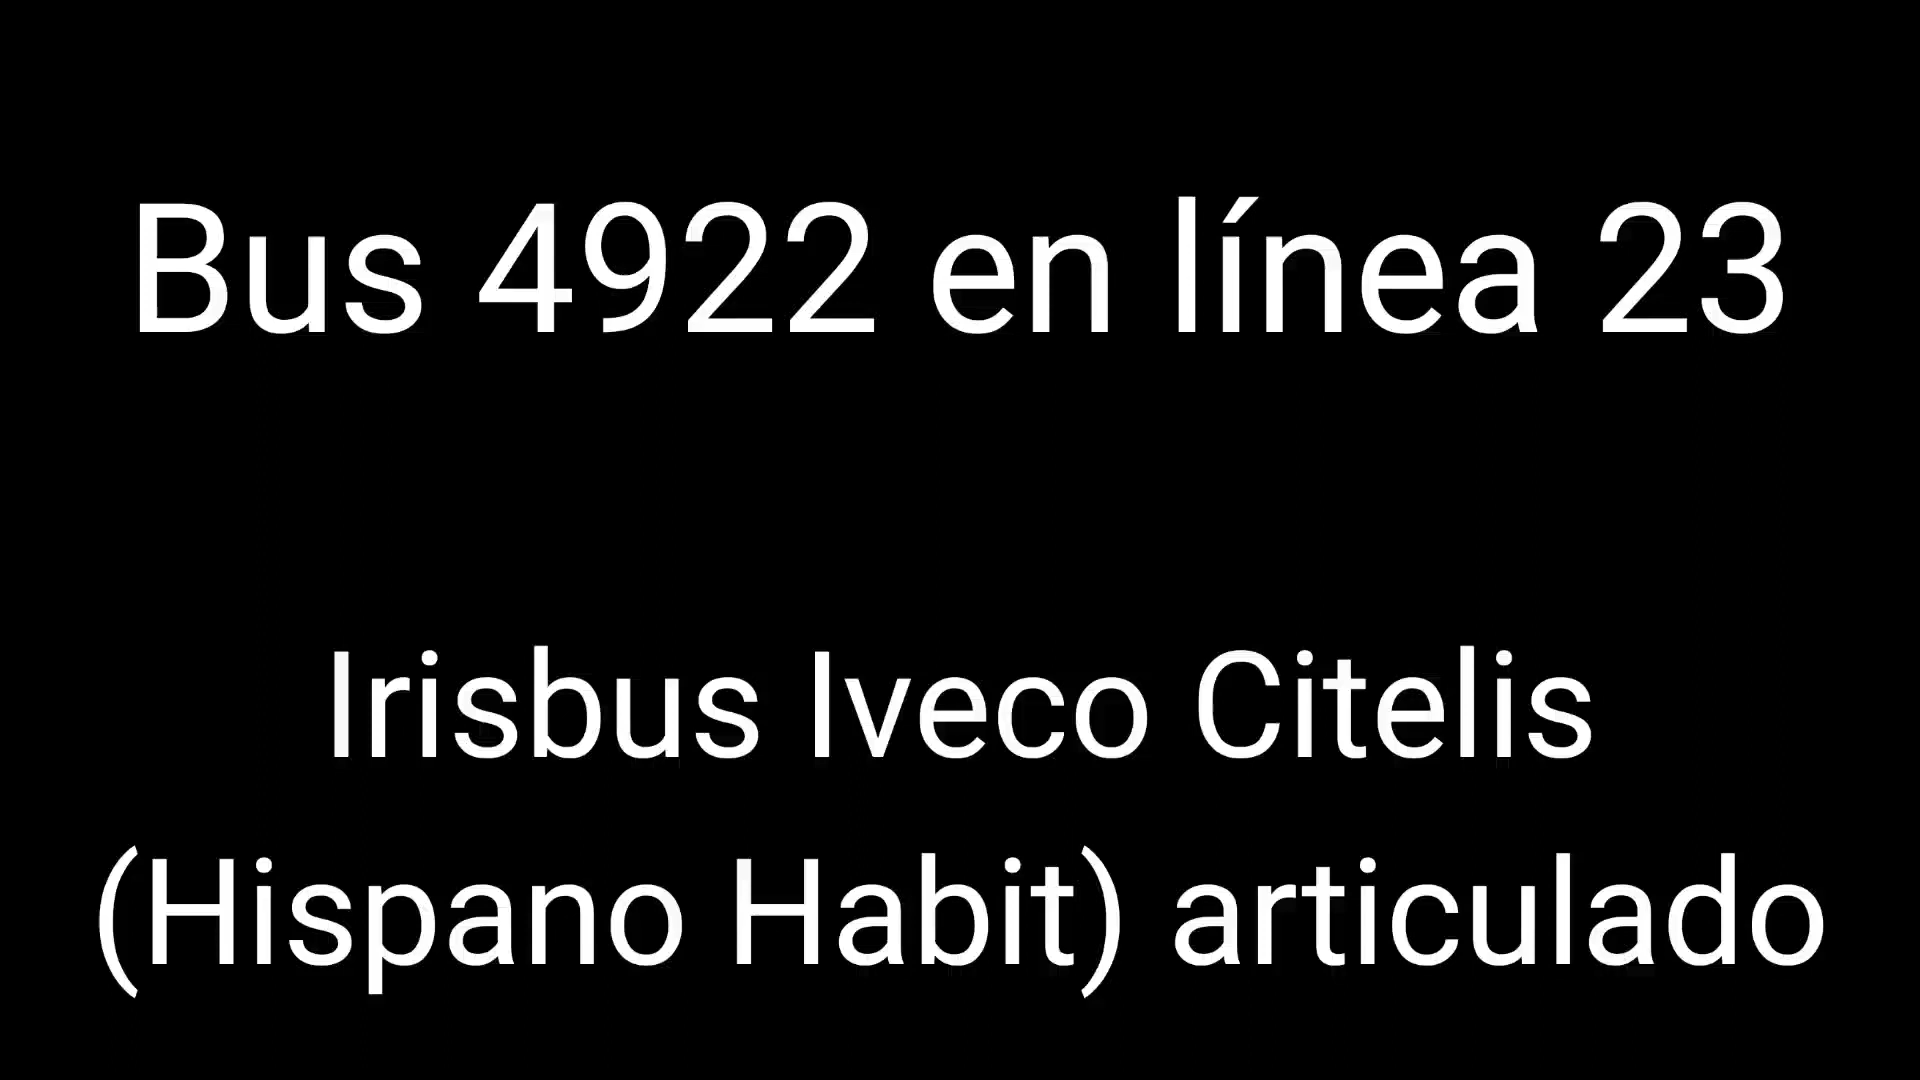 Bus 4922 en línea 23
Irisbus Iveco Citelis
(Hispano Habit) articulado